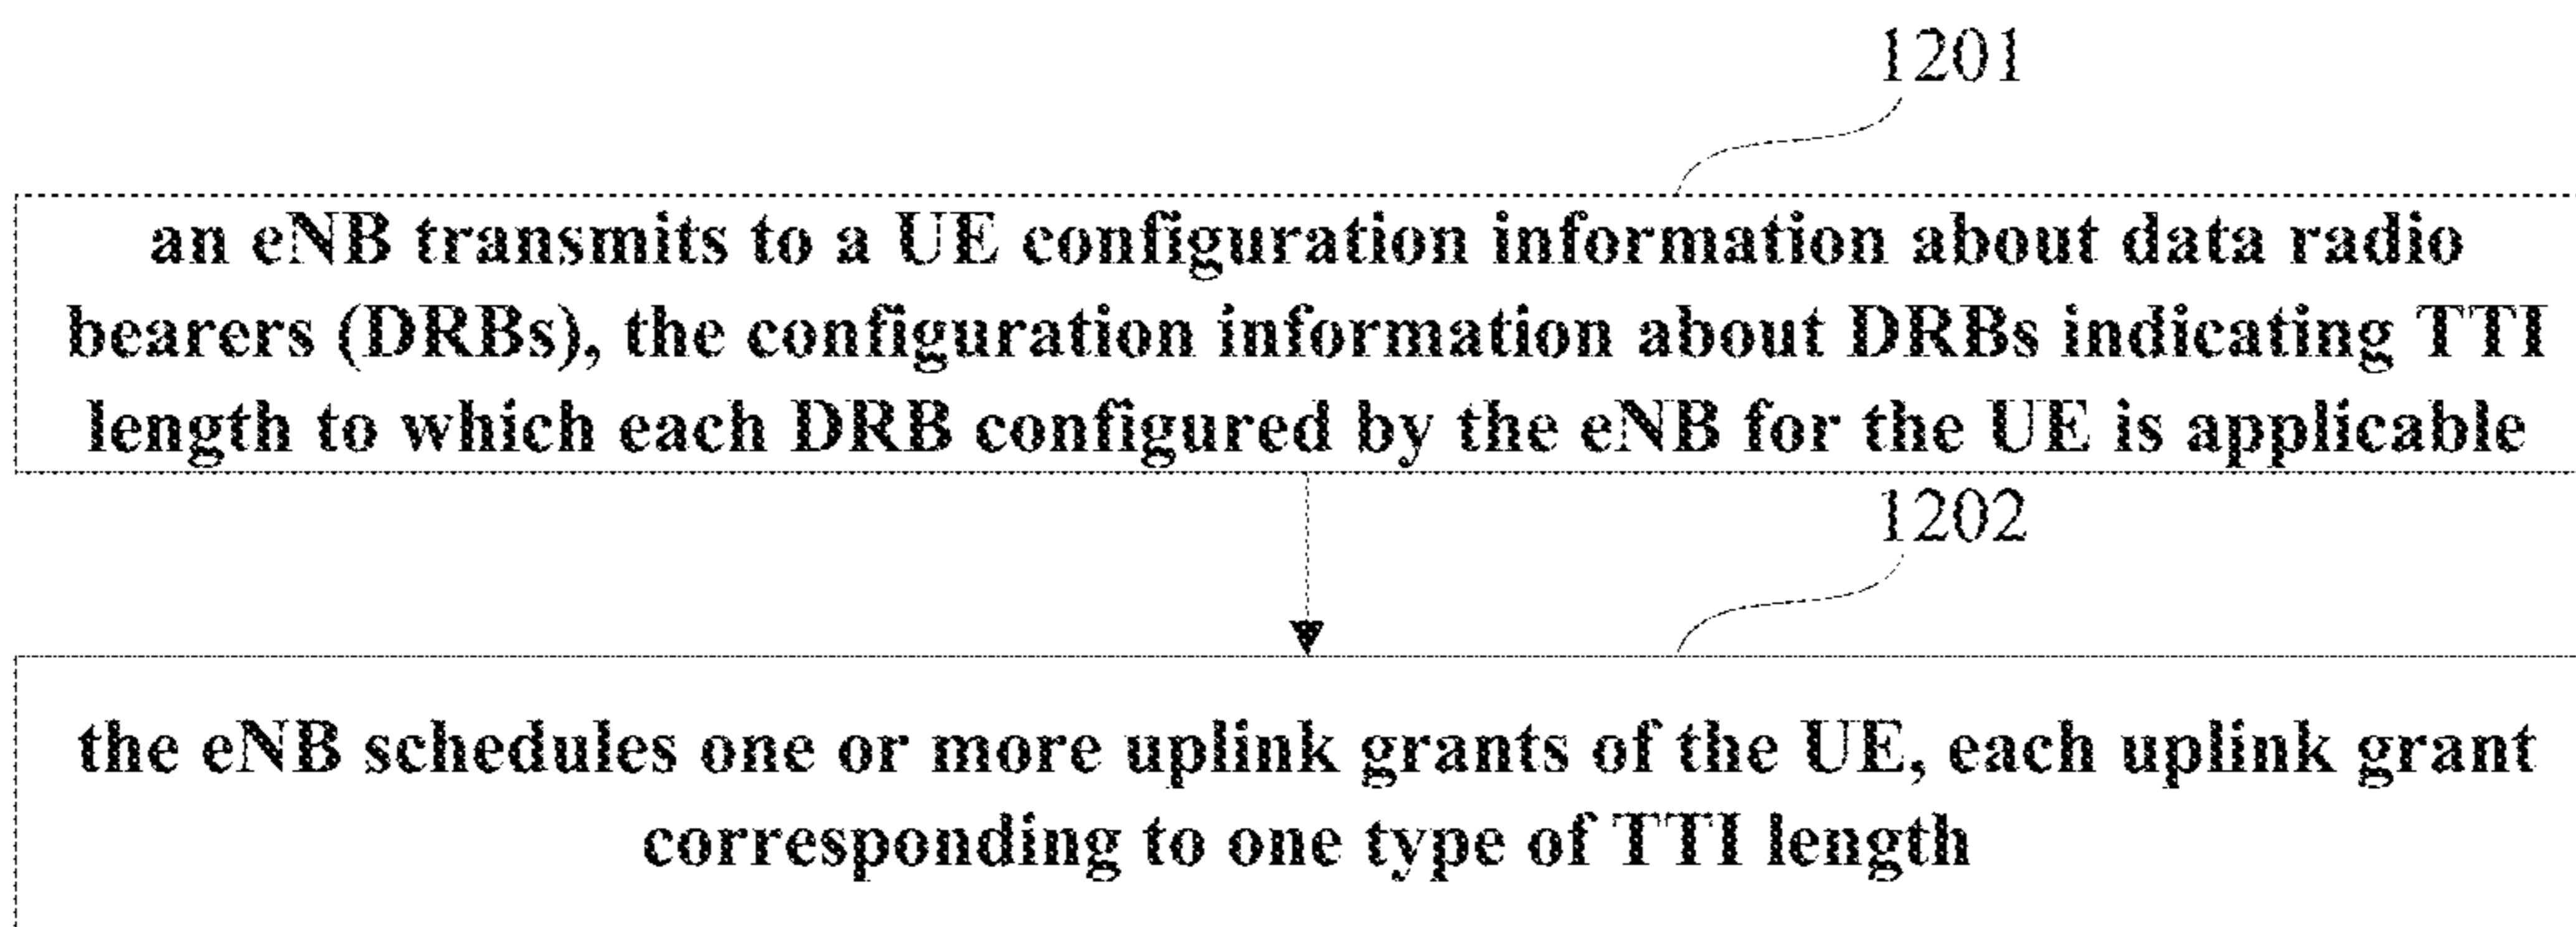 1201
an eNB transmits to a UE configuration information about data radio
bearers (DRBs), the configuration information about DRBs indicating TTI
length to which each DRB configured by the eNB for the UE is applicable
1202
the eNB schedules one or more uplink grants of the UE, each uplink grant
corresponding to one type of TTI length